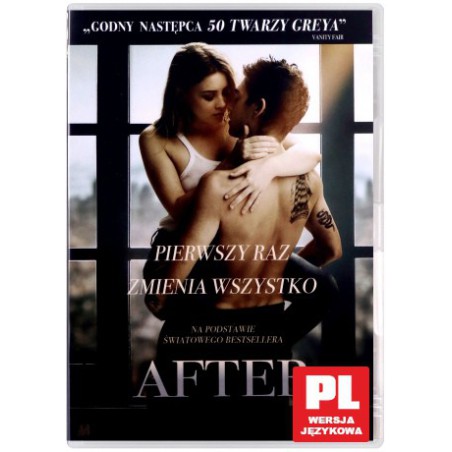 „GODNY NASTĘPCA 50 TWARZY GREYA”
VANITY FAIR
PIERWSZY RAZ
ZMIENIA WSZYSTKO
NA PODSTAWIE
ŚWIATOWEGO BESTSELLERA
AFTER
PL
WERSJA
JĘZYKOWA